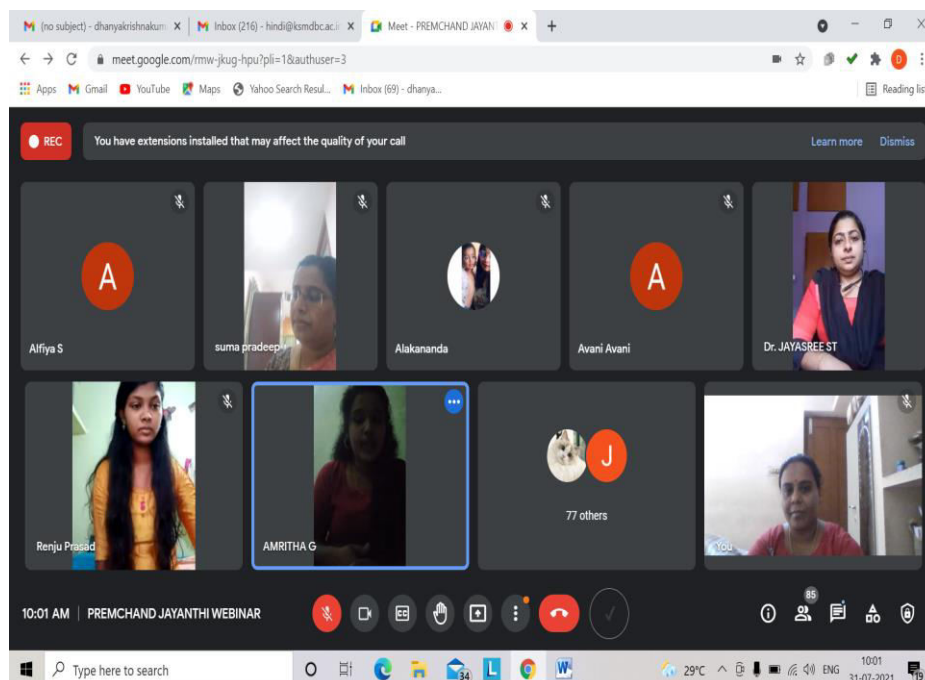 (no subject) - dhanyakrishnakum
Inbox (216) - hindi@ksmdbc.ac.i
Meet - PREMCHAND JAYAN
meet.google.com/rmw-jkug-hpu?pli=1&authuser=3
D
Apps Gmail YouTube Maps Yahoo Search Resul... Inbox (69) - dhanya... Reading lis
REC You have extensions installed that may affect the quality of your call Learn more Dismiss
A
Alfiya S
suma pradeep
Alakananda
A
Avani Avani
Dr. JAYASREE ST
Renju Prasad
AMRITHA G
J
77 others
You
10:01 AM | PREMCHAND JAYANTHI WEBINAR
CC
85
Type here to search
34
L
W
29°C ENG 10:01
31-07-2021
19